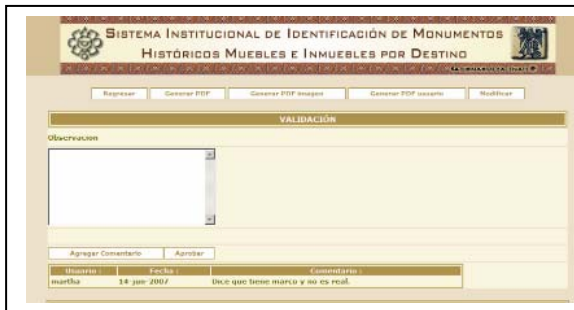 SISTEMA INSTITUCIONAL DE IDENTIFICACIÓN DE MONUMENTOS
HISTÓRICOS MUEBLES E INMUEBLES POR DESTINO
Regresar Generar PDF Generar PDF imagen Generar PDF usuario Modificar
VALIDACIÓN
Observacion
Agregar Comentario Aprobar
Usuario : Fecha : Comentario :
martha 14-jun-2007 Dice que tiene marco y no es real.